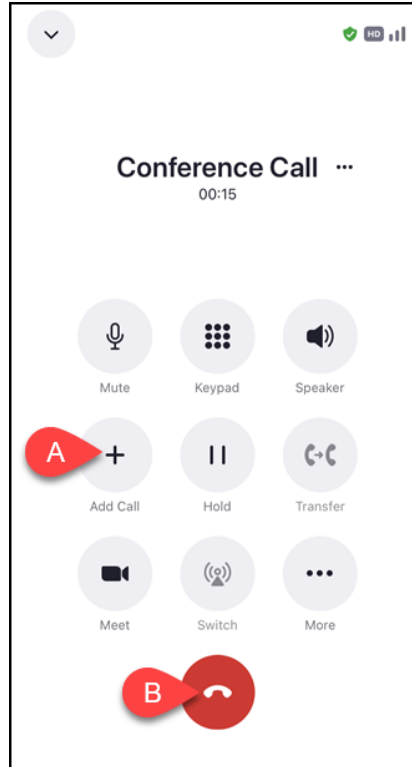 HD
Conference Call ...
00:15
Mute Keypad Speaker
A
Add Call Hold Transfer
Meet Switch More
B